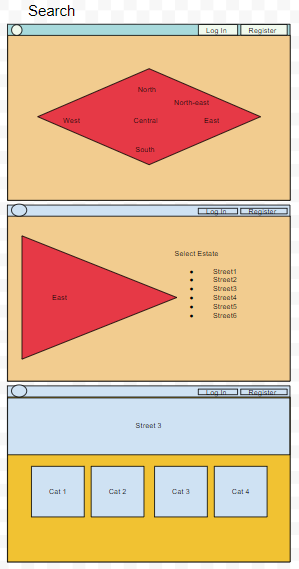 Search
Log In Register
North
North-east
West Central East
South
Log In Register
Select Estate
East
● Street1
● Street2
● Street3
● Street4
● Street5
● Street6
Log In Register
Street 3
Cat 1 Cat 2 Cat 3 Cat 4